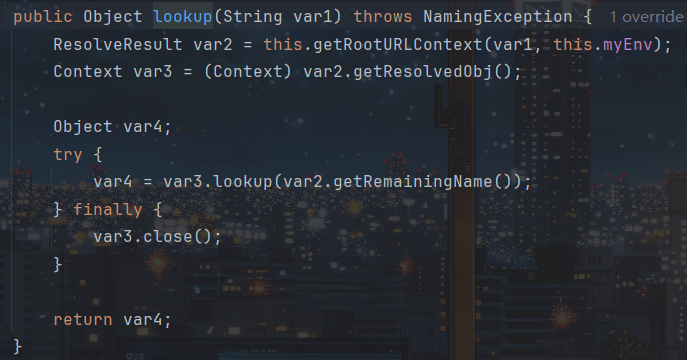 public Object lookup(String var1) throws NamingException {  1 override
    ResolveResult var2 = this.getRootURLContext(var1, this.myEnv);
    Context var3 = (Context) var2.getResolvedObj();

    Object var4;
    try {
        var4 = var3.lookup(var2.getRemainingName());
    } finally {
        var3.close();
    }

    return var4;
}